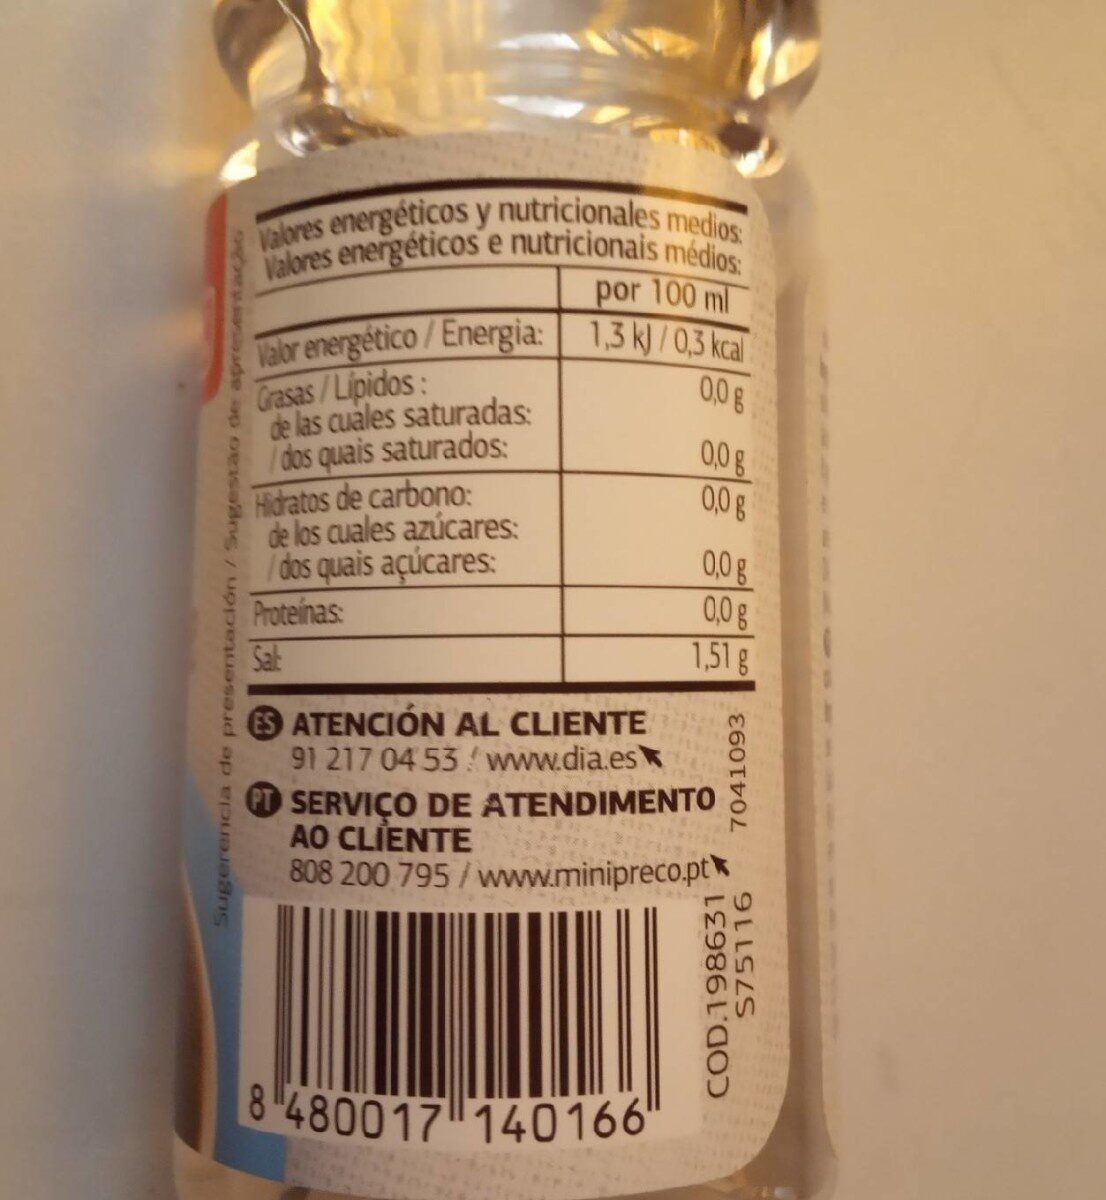 Valores energéticos y nutricionales medios:
Valores energéticos e nutricionais médios:
por 100 ml
Valor energético / Energia: 1,3 kJ / 0,3 kcal
Grasas / Lípidos : 0,0 g
de las cuales saturadas:
/ dos quais saturados: 0,0 g
Hidratos de carbono: 0,0 g
de los cuales azúcares:
/ dos quais açúcares: 0,0 g
Proteínas: 0,0 g
Sal: 1,51 g
ES ATENCIÓN AL CLIENTE
91 217 04 53 / www.dia.es
PT SERVIÇO DE ATENDIMENTO
AO CLIENTE
808 200 795 / www.minipreco.pt
8 480017 140166
COD.198631
S75116
7041093
Sugerencia de presentación / Sugestão de apresentação